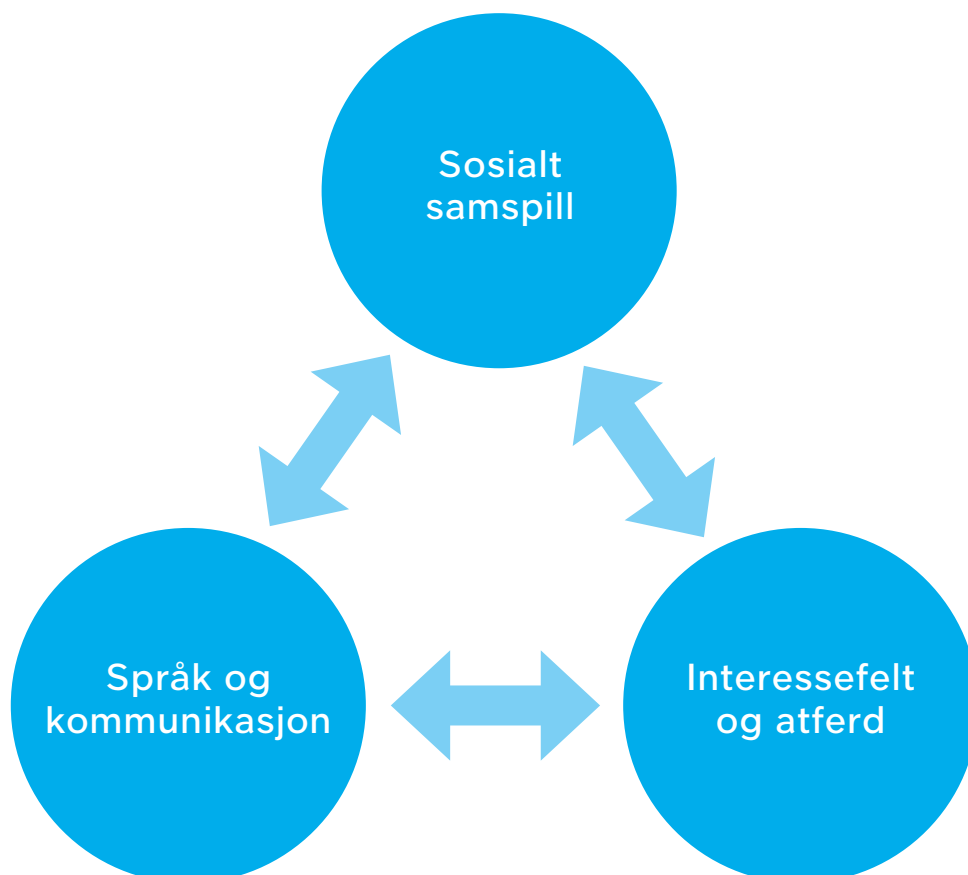 Sosialt
samspill
Språk og
kommunikasjon
Interessefelt
og atferd